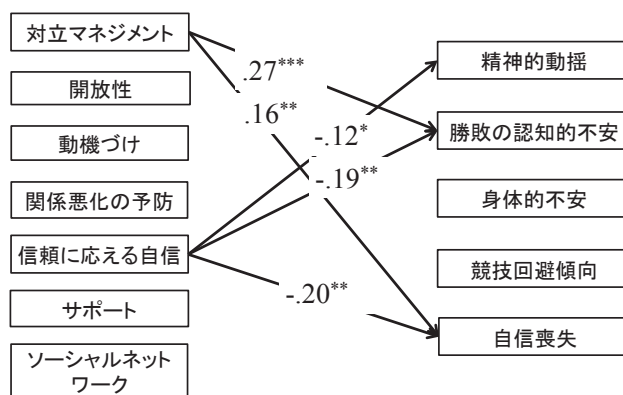 対立マネジメント
開放性
動機づけ
関係悪化の予防
信頼に応える自信
サポート
ソーシャルネット
ワーク
.27***
.16**
-.12*
-.19**
-.20**
精神的動揺
勝敗の認知的不安
身体的不安
競技回避傾向
自信喪失